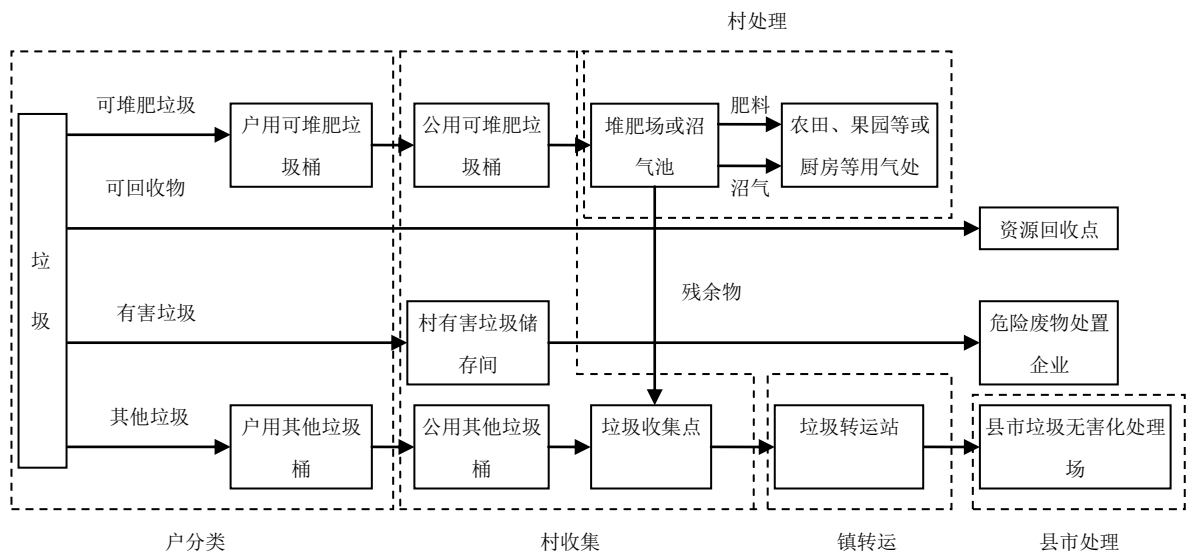 村处理
可堆肥垃圾
户用可堆肥垃
圾桶
公用可堆肥垃
圾桶
堆肥场或沼
气池
肥料
沼气
农田、果园等或
厨房等用气处
可回收物
资源回收点
垃
圾
残余物
有害垃圾
村有害垃圾储
存间
危险废物处置
企业
其他垃圾
户用其他垃圾
桶
公用其他垃圾
桶
垃圾收集点
垃圾转运站
县市垃圾无害化处理
场
户分类
村收集
镇转运
县市处理